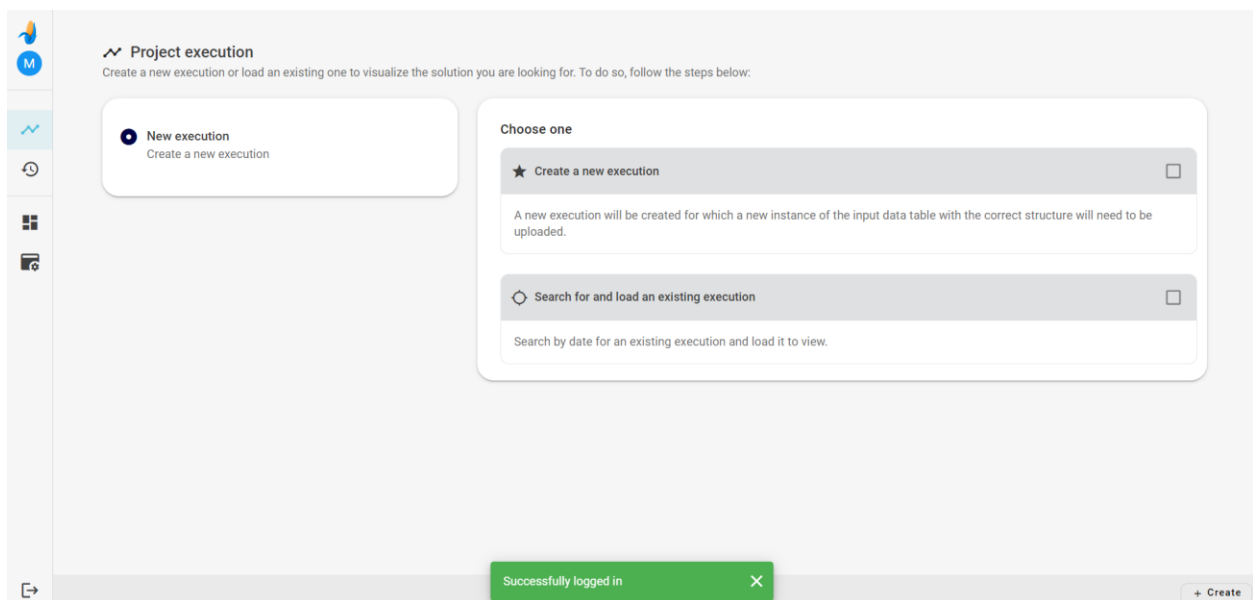 M
Project execution
Create a new execution or load an existing one to visualize the solution you are looking for. To do so, follow the steps below:
New execution
Create a new execution
Choose one
Create a new execution
A new execution will be created for which a new instance of the input data table with the correct structure will need to be
uploaded.
Search for and load an existing execution
Search by date for an existing execution and load it to view.
Successfully logged in
+ Create